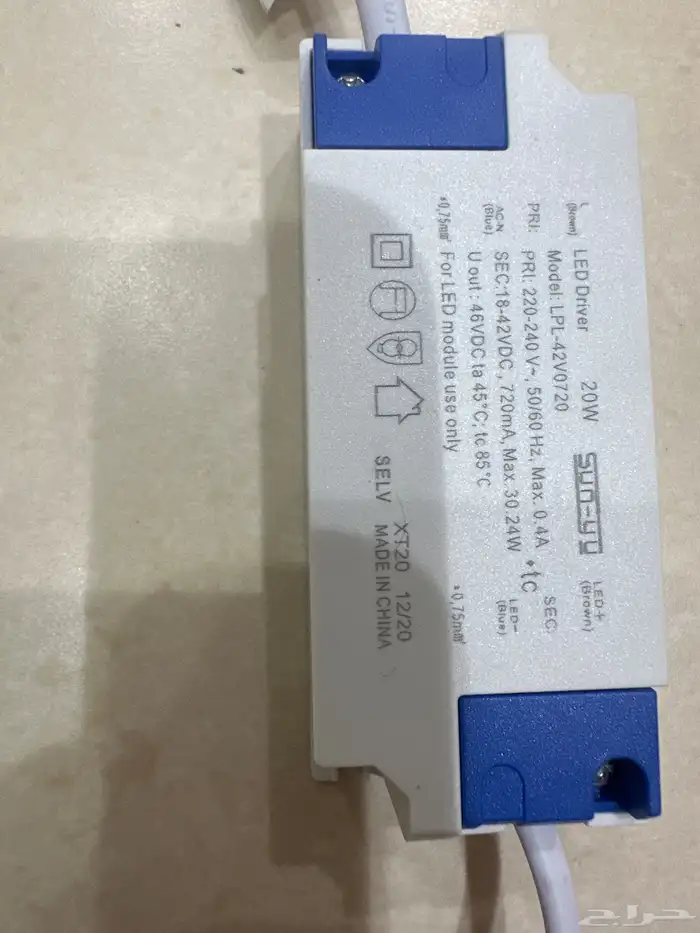 LED Driver 20W sun-yu
Model: LPL-42V0720
PRI: 220-240 V~, 50/60 Hz, Max. 0.4A •tc
SEC:18-42VDC , 720mA, Max. 30.24W
U out : 46VDC ta 45°C; tc 85°C
For LED module use only
L
(Brown)
PRI:
AC-N
(Blue)
•0,75mm²
LED+
(Brown)
SEC:
LED-
(Blue)
•0,75mm²
SELV XT20 12/20
MADE IN CHINA
حراج